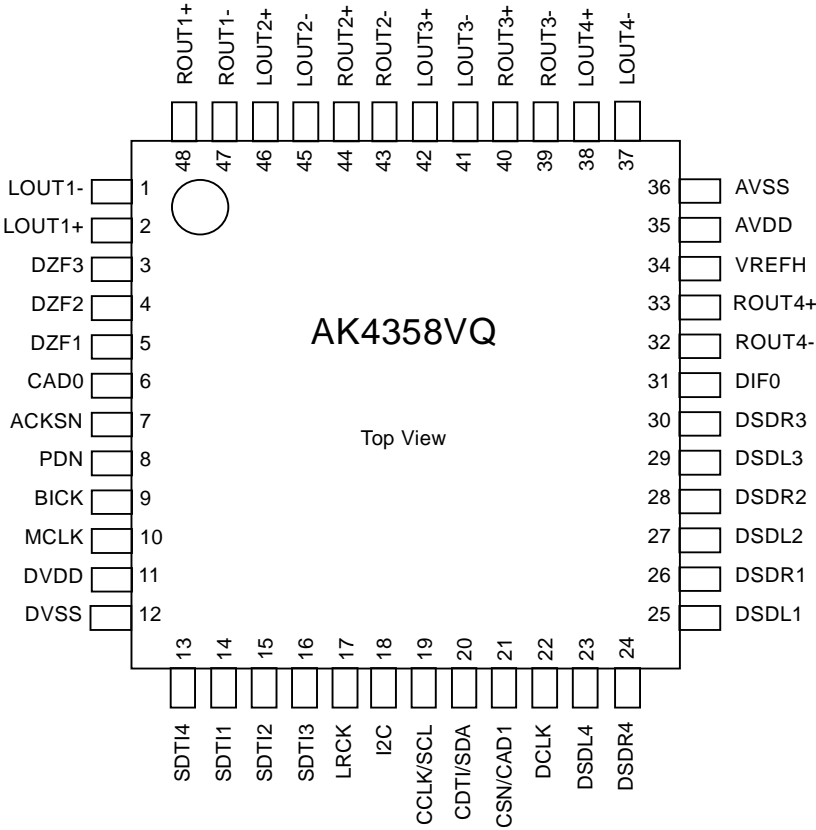 ROUT1+
ROUT1-
LOUT2+
LOUT2-
ROUT2+
ROUT2-
LOUT3+
LOUT3-
ROUT3+
ROUT3-
LOUT4+
LOUT4-
48
47
46
45
44
43
42
41
40
39
38
37
LOUT1- 1
LOUT1+ 2
DZF3 3
DZF2 4
DZF1 5
CAD0 6
ACKSN 7
PDN 8
BICK 9
MCLK 10
DVDD 11
DVSS 12
AK4358VQ
Top View
36 AVSS
35 AVDD
34 VREFH
33 ROUT4+
32 ROUT4-
31 DIF0
30 DSDR3
29 DSDL3
28 DSDR2
27 DSDL2
26 DSDR1
25 DSDL1
13
14
15
16
17
18
19
20
21
22
23
24
SDTI4
SDTI1
SDTI2
SDTI3
LRCK
I2C
CCLK/SCL
CDTI/SDA
CSN/CAD1
DCLK
DSDL4
DSDR4